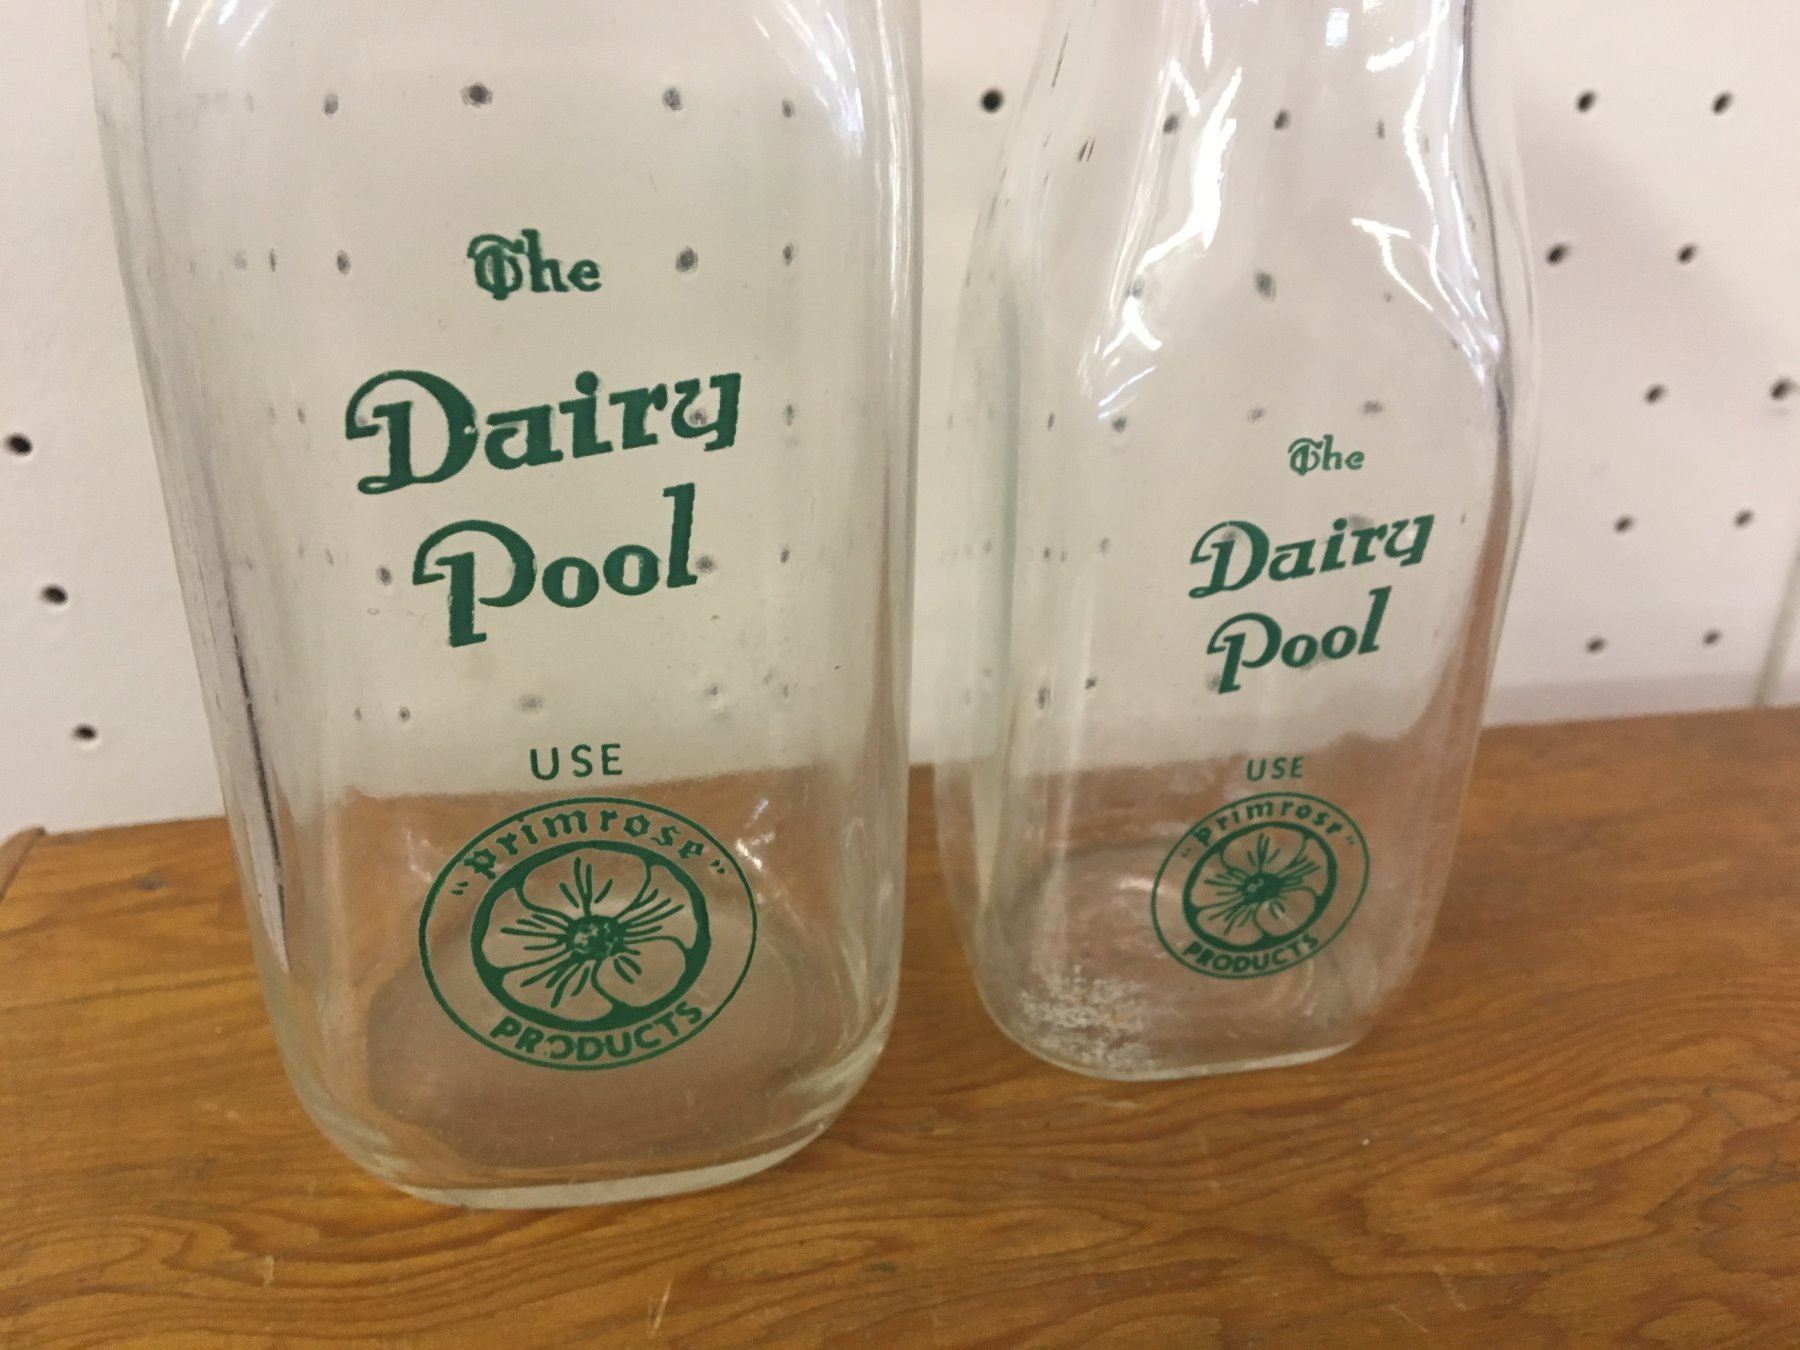 The
Dairy
Pool
USE
"Primrose"
PRODUCTS
The
Dairy
Pool
USE
"Primrose"
PRODUCTS